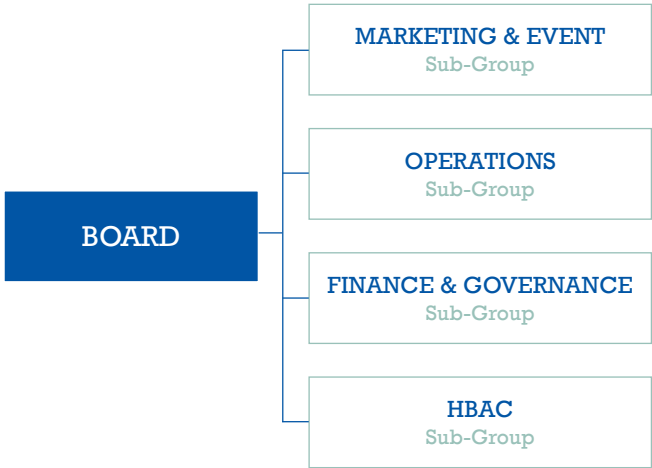 MARKETING & EVENT
Sub-Group
OPERATIONS
Sub-Group
BOARD
FINANCE & GOVERNANCE
Sub-Group
HBAC
Sub-Group